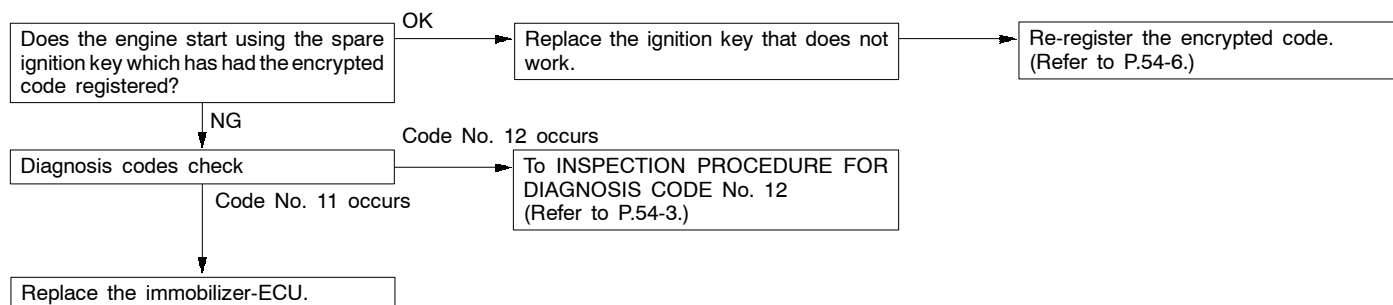 OK
Does the engine start using the spare
ignition key which has had the encrypted
code registered?
Replace the ignition key that does not
work.
Re-register the encrypted code.
(Refer to P.54-6.)
NG
Code No. 12 occurs
Diagnosis codes check
To INSPECTION PROCEDURE FOR
DIAGNOSIS CODE No. 12
(Refer to P.54-3.)
Code No. 11 occurs
Replace the immobilizer-ECU.